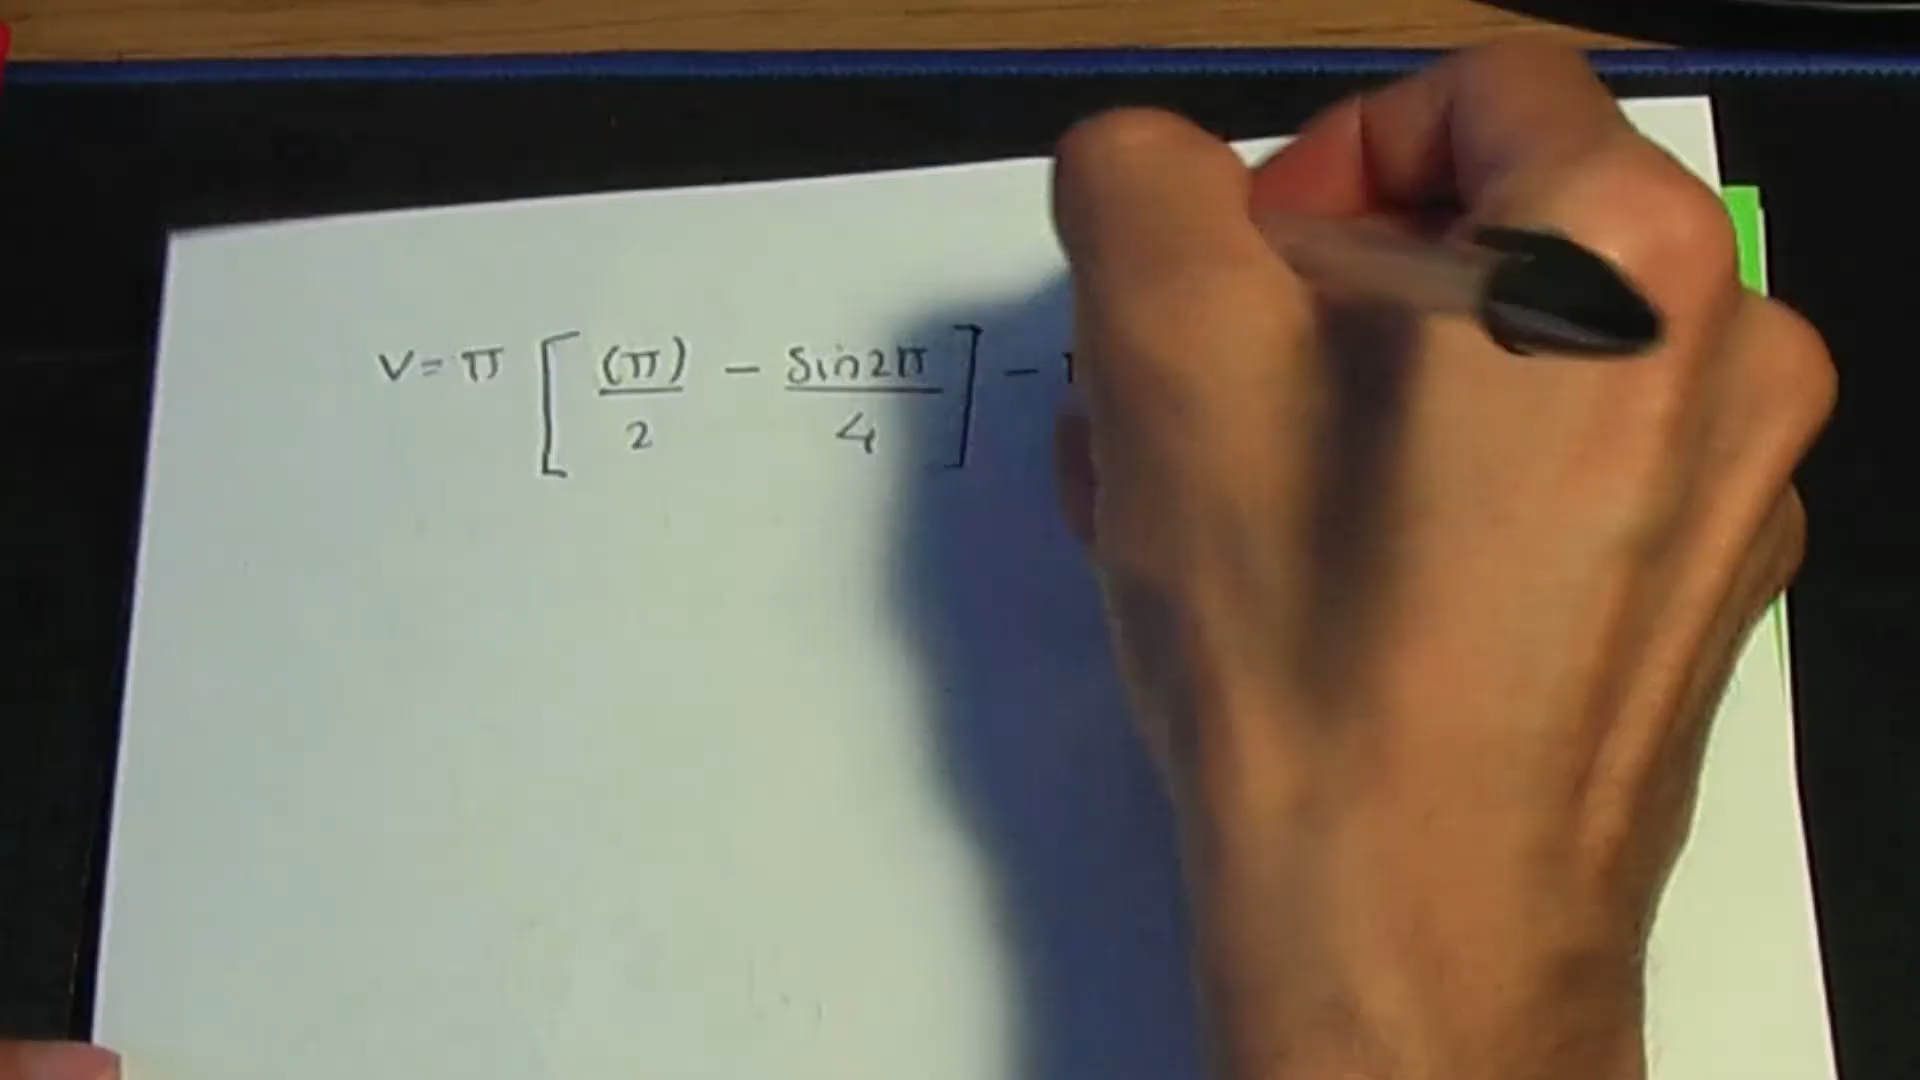 V = π [ (π)/2 - sin2π/4 ] -